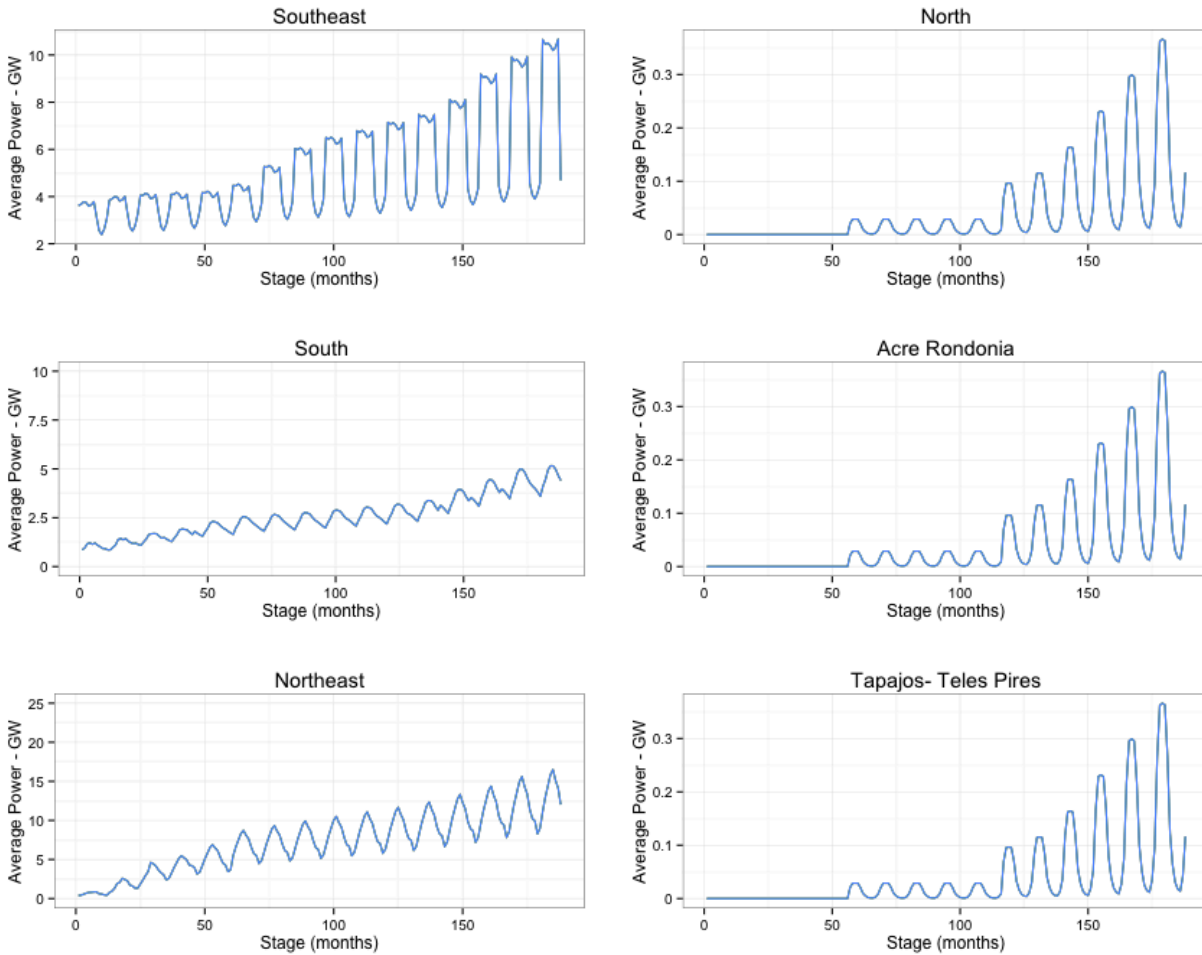 Southeast
Average Power - GW
10
8
6
4
2
0
50
100
150
Stage (months)
North
Average Power - GW
0.3
0.2
0.1
0
0
50
100
150
Stage (months)
South
Average Power - GW
10
7.5
5
2.5
0
0
50
100
150
Stage (months)
Acre Rondonia
Average Power - GW
0.3
0.2
0.1
0
0
50
100
150
Stage (months)
Northeast
Average Power - GW
25
20
15
10
5
0
0
50
100
150
Stage (months)
Tapajos- Teles Pires
Average Power - GW
0.3
0.2
0.1
0
0
50
100
150
Stage (months)